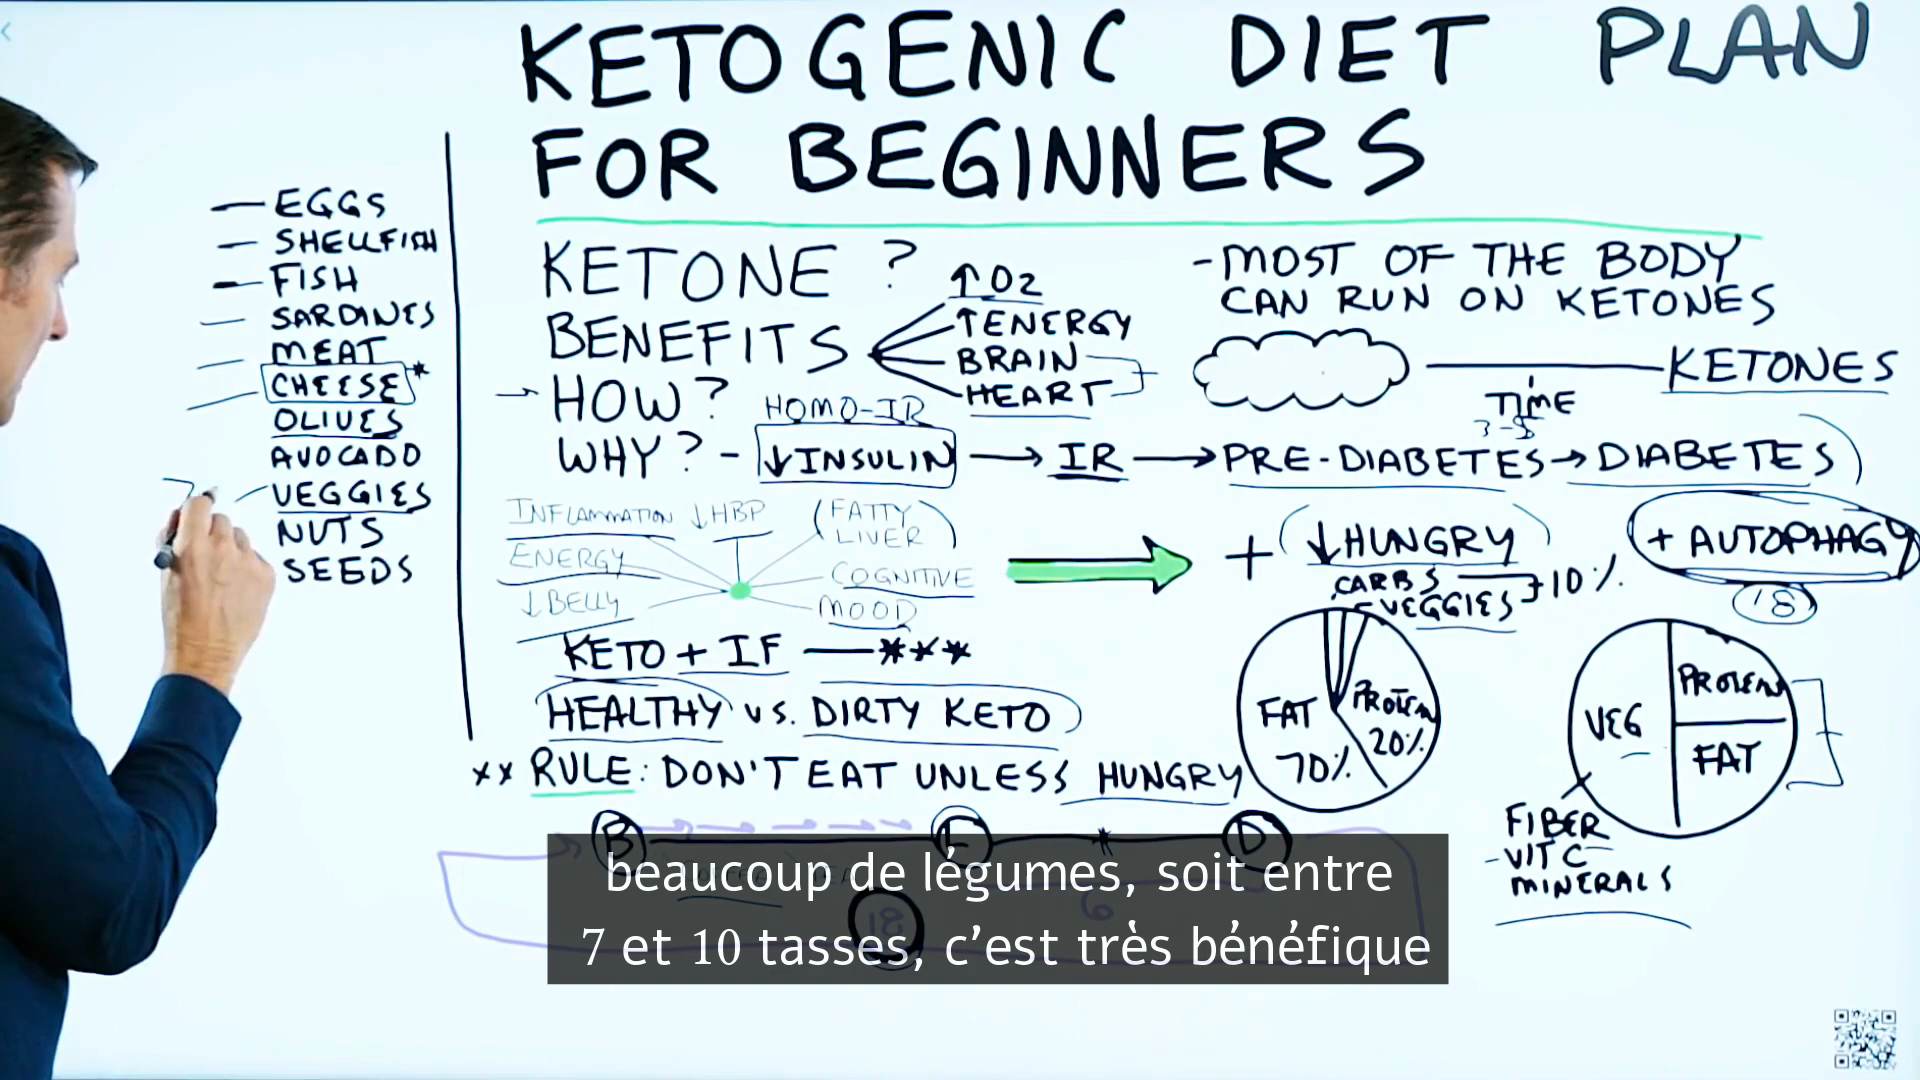 KETOGENIC DIET PLAN
FOR BEGINNERS
EGGS
SHELLFISH
FISH
SARDINES
MEAT
CHEESE *
OLIVES
AVOCADO
VEGGIES
NUTS
SEEDS
KETONE ?
BENEFITS
↑O2
↑ENERGY
BRAIN
HEART
→ HOW?
HOMO-IR
WHY? - ↓INSULIN → IR → PRE-DIABETES → DIABETES
- MOST OF THE BODY
CAN RUN ON KETONES
KETONES
TIME
INFLAMMATION
↓HBP
(FATTY
LIVER)
ENERGY
COGNITIVE
↓BELLY
MOOD
+ (↓HUNGRY)
+ AUTOPHAGY
18
CARBS
VEGGIES
10%
FAT
70%
PROTEIN
20%
VEG
PROTEIN
FAT
FIBER
- VIT C
MINERALS
KETO + IF — ***
HEALTHY vs. DIRTY KETO
** RULE: DON'T EAT UNLESS HUNGRY
B L D
18 6
beaucoup de légumes, soit entre
7 et 10 tasses, c'est très bénéfique